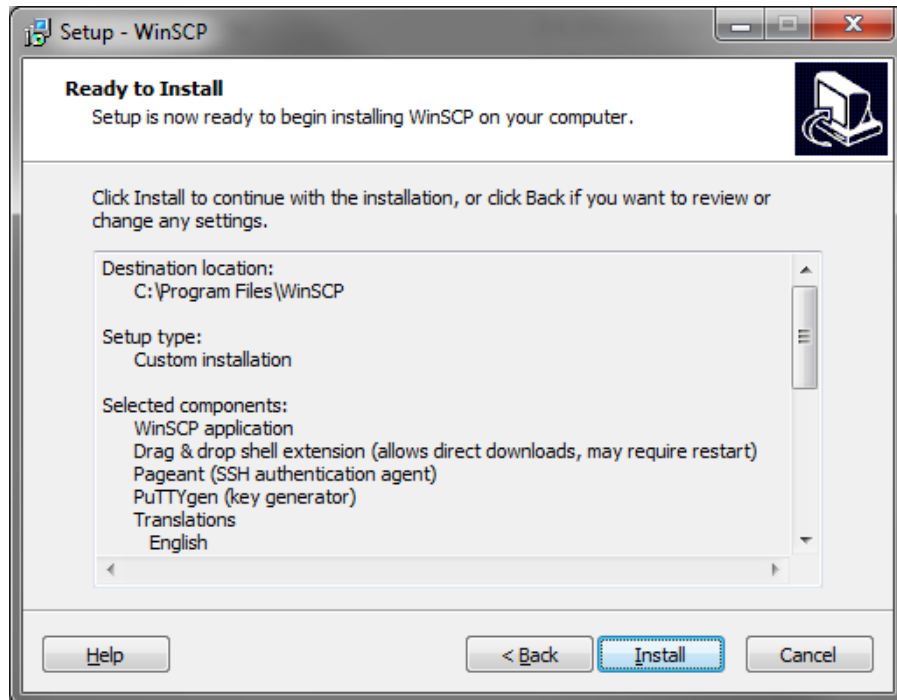 Setup - WinSCP
Ready to Install
Setup is now ready to begin installing WinSCP on your computer.
Click Install to continue with the installation, or click Back if you want to review or
change any settings.
Destination location:
C:\Program Files\WinSCP
Setup type:
Custom installation
Selected components:
WinSCP application
Drag & drop shell extension (allows direct downloads, may require restart)
Pageant (SSH authentication agent)
PuTTYgen (key generator)
Translations
English
Help < Back Install Cancel